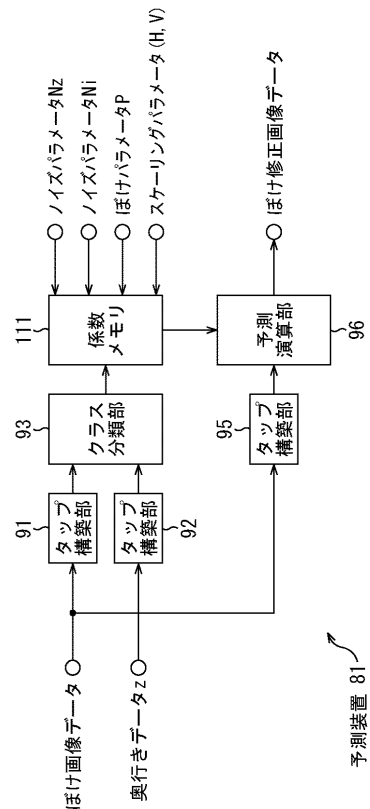 ぼけ画像データ
奥行きデータz
91
タップ
構築部
タップ
構築部
92
93
クラス
分類部
111
係数
メモリ
ノイズパラメータNz
ノイズパラメータNi
ぼけパラメータP
スケーリングパラメータ(H, V)
95
タップ
構築部
予測
演算部
96
ぼけ修正画像データ
予測装置 81